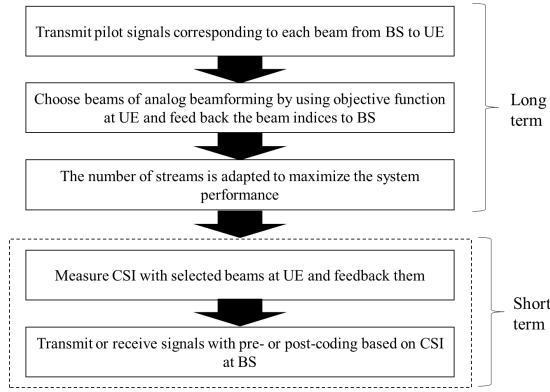 Transmit pilot signals corresponding to each beam from BS to UE
Choose beams of analog beamforming by using objective function
at UE and feed back the beam indices to BS
Long
term
The number of streams is adapted to maximize the system
performance
Measure CSI with selected beams at UE and feedback them
Short
term
Transmit or receive signals with pre- or post-coding based on CSI
at BS